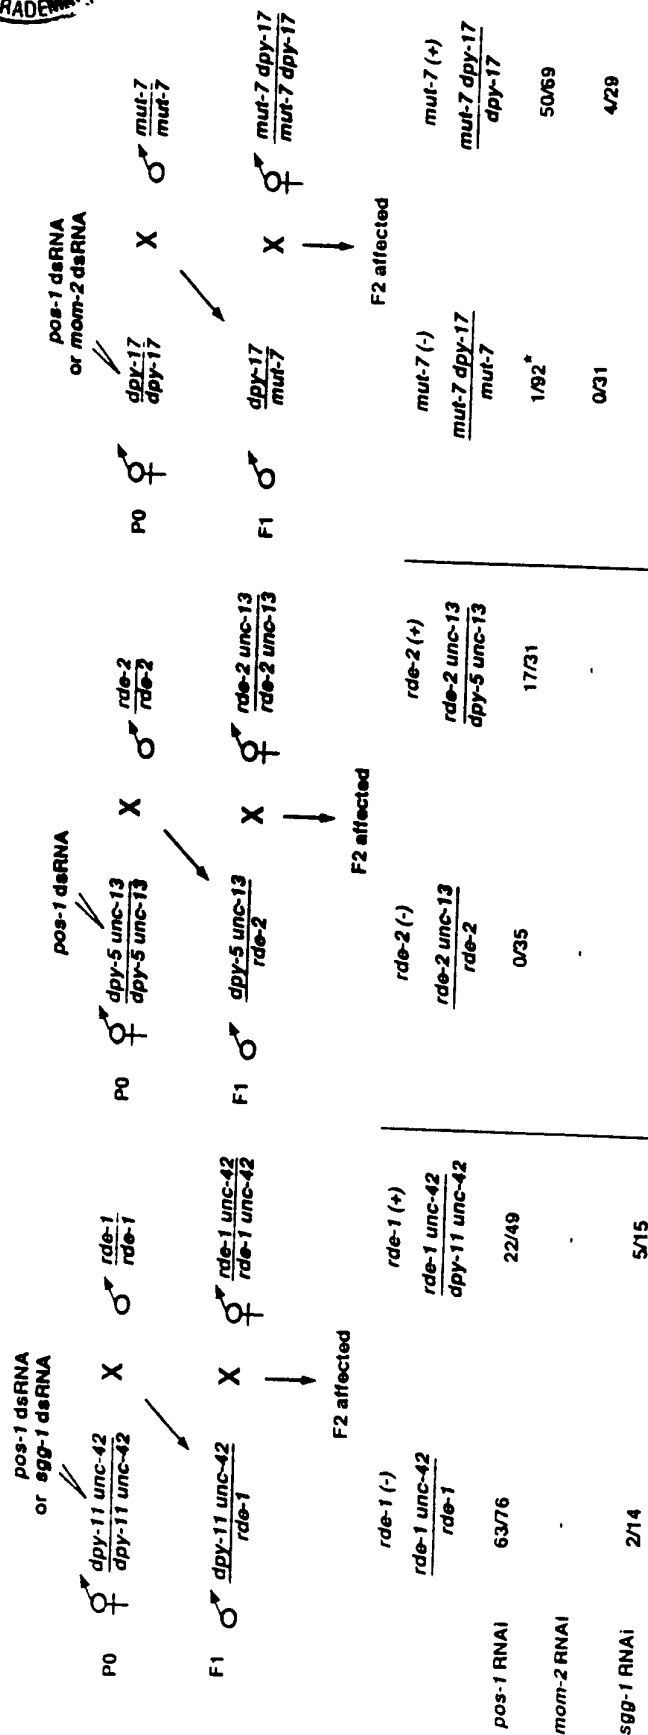 pos-1 dsRNA
or sgg-1 dsRNA
P0 dpy-11 unc-42 X rde-1
dpy-11 unc-42 rde-1
F1 dpy-11 unc-42 X rde-1 unc-42
rde-1 rde-1 unc-42
F2 affected
rde-1 (-) rde-1 (+)
rde-1 unc-42 rde-1 unc-42
rde-1 dpy-11 unc-42
pos-1 dsRNA
P0 dpy-5 unc-13 X rde-2
dpy-5 unc-13 rde-2
F1 dpy-5 unc-13 X rde-2 unc-13
rde-2 rde-2 unc-13
F2 affected
rde-2 (-) rde-2 (+)
rde-2 unc-13 rde-2 unc-13
rde-2 dpy-5 unc-13
pos-1 dsRNA
or mom-2 dsRNA
P0 dpy-17 X mut-7
dpy-17 mut-7
F1 dpy-17 X mut-7 dpy-17
mut-7 mut-7 dpy-17
F2 affected
mut-7 (-) mut-7 (+)
mut-7 dpy-17 mut-7 dpy-17
mut-7 dpy-17
pos-1 RNAi 63/76 22/49 0/35 17/31 1/92* 50/69
mom-2 RNAi - - - - 0/31 4/29
sgg-1 RNAi 2/14 5/15